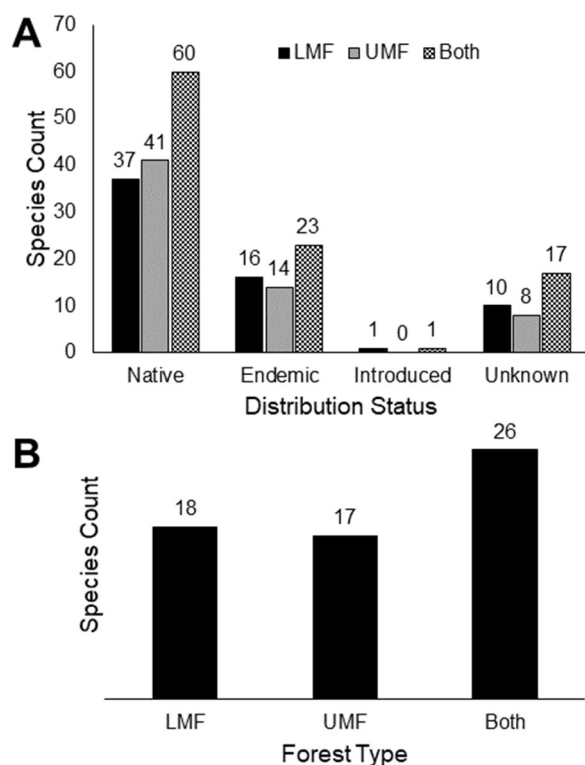 A
70
60
50
40
30
20
10
0
Species Count
LMF UMF Both
37 41 60
16 14 23
1 0 1
10 8 17
Native Endemic Introduced Unknown
Distribution Status
B
Species Count
18 17 26
LMF UMF Both
Forest Type